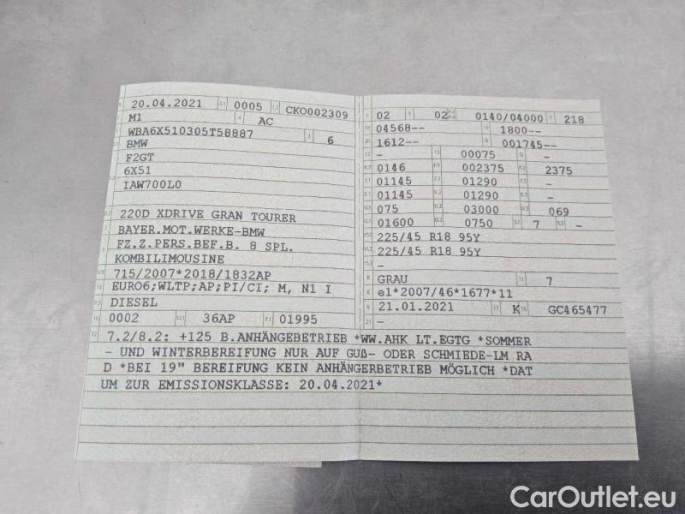 20.04.2021 0005 CKO002309
M1 AC
WBA6X510305T58887 6
BMW
F2GT
6X51
IAW700L0
220D XDRIVE GRAN TOURER
BAYER.MOT.WERKE-BMW
FZ.Z.PERS.BEF.B. 8 SPL.
KOMBILIMOUSINE
715/2007*2018/1832AP
EURO6;WLTP;AP;PI/CI; M, N1 I
DIESEL
0002 36AP 01995
02 02 0140/04000 218
04568-- 1800--
1612-- 001745--
- 00075 -
0146 002375 2375
01145 01290 -
01145 01290 -
075 03000 069
01600 0750 7 -
225/45 R18 95Y
225/45 R18 95Y
-
GRAU 7
e1*2007/46*1677*11
21.01.2021 K GC465477
-
7.2/8.2: +125 B.ANHÄNGEBETRIEB *WW.AHK LT.EGTG *SOMMER
- UND WINTERBEREIFUNG NUR AUF GUß- ODER SCHMIEDE-LM RA
D *BEI 19" BEREIFUNG KEIN ANHÄNGERBETRIEB MÖGLICH *DAT
UM ZUR EMISSIONSKLASSE: 20.04.2021*
CarOutlet.eu